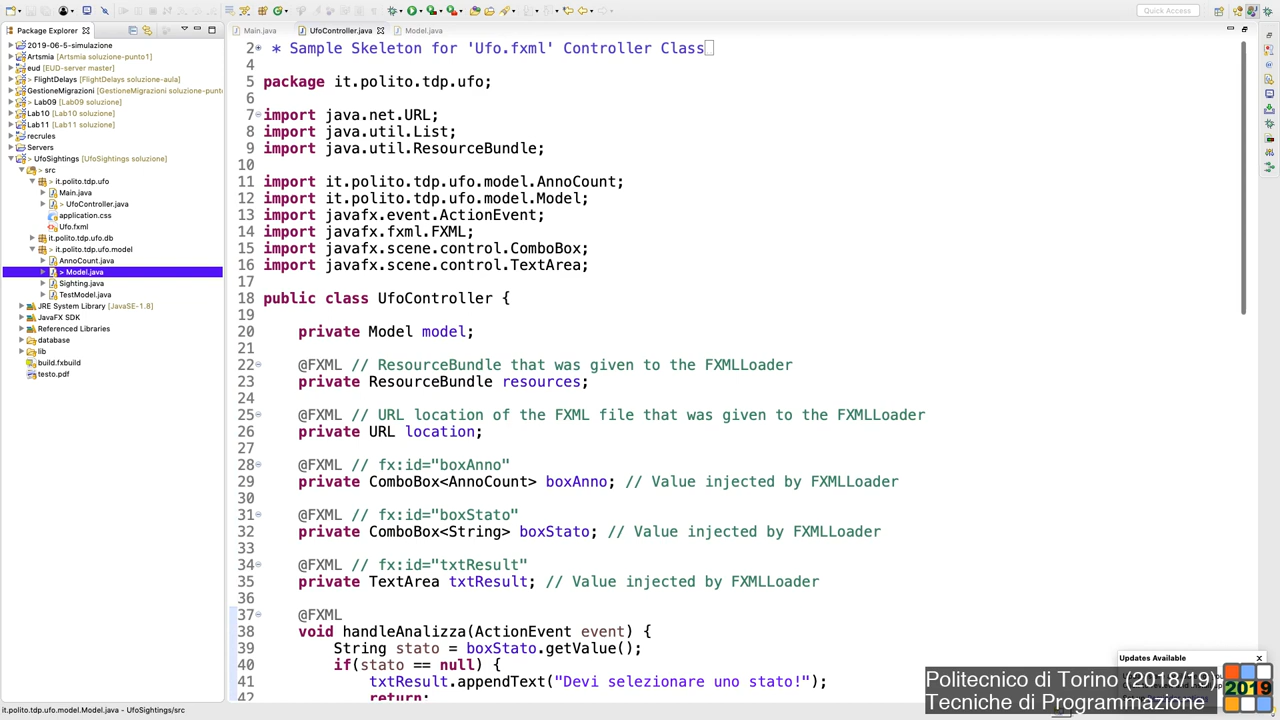 Quick Access
Package Explorer
2019-06-5-simulazione
Artsmia [Artsmia soluzione-punto1]
eud [EUD-server master]
> FlightDelays [FlightDelays soluzione-aula]
GestioneMigrazioni [GestioneMigrazioni soluzione-punt
> Lab09 [Lab09 soluzione]
Lab10 [Lab10 soluzione]
Lab11 [Lab11 soluzione]
recrules
Servers
> UfoSightings [UfoSightings soluzione]
> src
> it.polito.tdp.ufo
Main.java
> UfoController.java
application.css
Ufo.fxml
> it.polito.tdp.ufo.db
> it.polito.tdp.ufo.model
AnnoCount.java
> Model.java
Sighting.java
TestModel.java
JRE System Library [JavaSE-1.8]
JavaFX SDK
Referenced Libraries
database
lib
build.fxbuild
testo.pdf
Main.java
UfoController.java
Model.java
2 * Sample Skeleton for 'Ufo.fxml' Controller Class
4
5 package it.polito.tdp.ufo;
6
7 import java.net.URL;
8 import java.util.List;
9 import java.util.ResourceBundle;
10
11 import it.polito.tdp.ufo.model.AnnoCount;
12 import it.polito.tdp.ufo.model.Model;
13 import javafx.event.ActionEvent;
14 import javafx.fxml.FXML;
15 import javafx.scene.control.ComboBox;
16 import javafx.scene.control.TextArea;
17
18 public class UfoController {
19
20 private Model model;
21
22 @FXML // ResourceBundle that was given to the FXMLLoader
23 private ResourceBundle resources;
24
25 @FXML // URL location of the FXML file that was given to the FXMLLoader
26 private URL location;
27
28 @FXML // fx:id="boxAnno"
29 private ComboBox<AnnoCount> boxAnno; // Value injected by FXMLLoader
30
31 @FXML // fx:id="boxStato"
32 private ComboBox<String> boxStato; // Value injected by FXMLLoader
33
34 @FXML // fx:id="txtResult"
35 private TextArea txtResult; // Value injected by FXMLLoader
36
37 @FXML
38 void handleAnalizza(ActionEvent event) {
39 String stato = boxStato.getValue();
40 if(stato == null) {
41 txtResult.appendText("Devi selezionare uno stato!");
42 return;
Updates Available
Politecnico di Torino (2018/19)
Tecniche di Programmazione
2019
it.polito.tdp.ufo.model.Model.java - UfoSightings/src